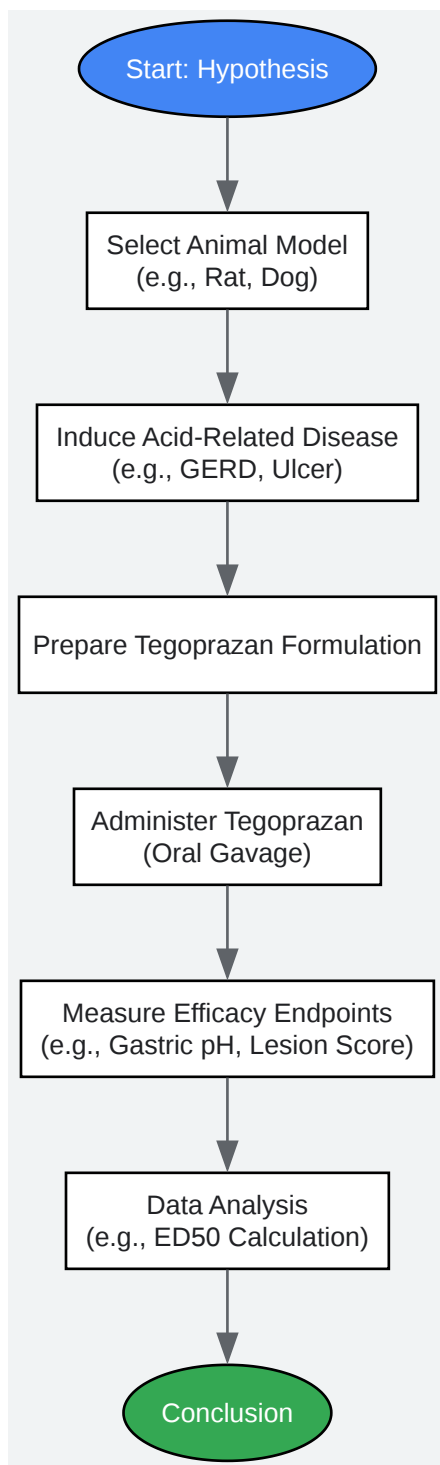 Start: Hypothesis
Select Animal Model
(e.g., Rat, Dog)
Induce Acid-Related Disease
(e.g., GERD, Ulcer)
Prepare Tegoprazan Formulation
Administer Tegoprazan
(Oral Gavage)
Measure Efficacy Endpoints
(e.g., Gastric pH, Lesion Score)
Data Analysis
(e.g., ED50 Calculation)
Conclusion